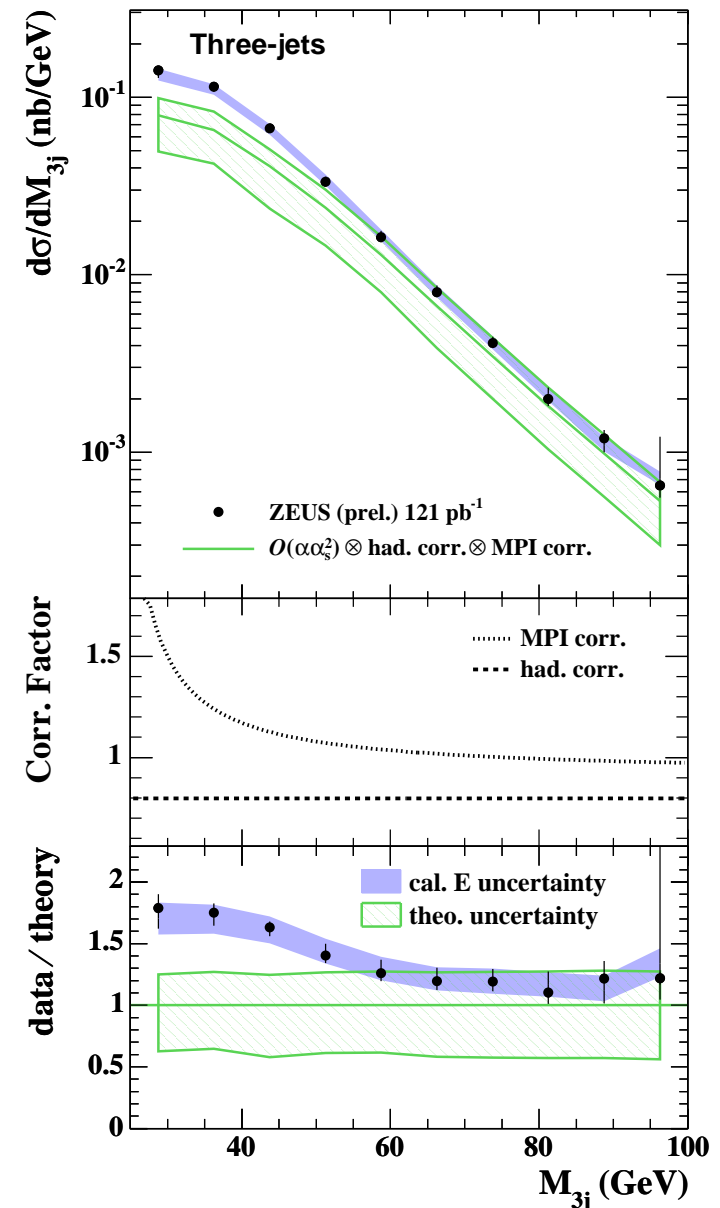 Three-jets
dσ/dM_3j (nb/GeV)
10^-1
10^-2
10^-3
ZEUS (prel.) 121 pb^-1
O(αα_s^2) ⊗ had. corr. ⊗ MPI corr.
Corr. Factor
1.5
1
MPI corr.
had. corr.
data / theory
2
1.5
1
0.5
0
cal. E uncertainty
theo. uncertainty
40 60 80 100
M_3j (GeV)